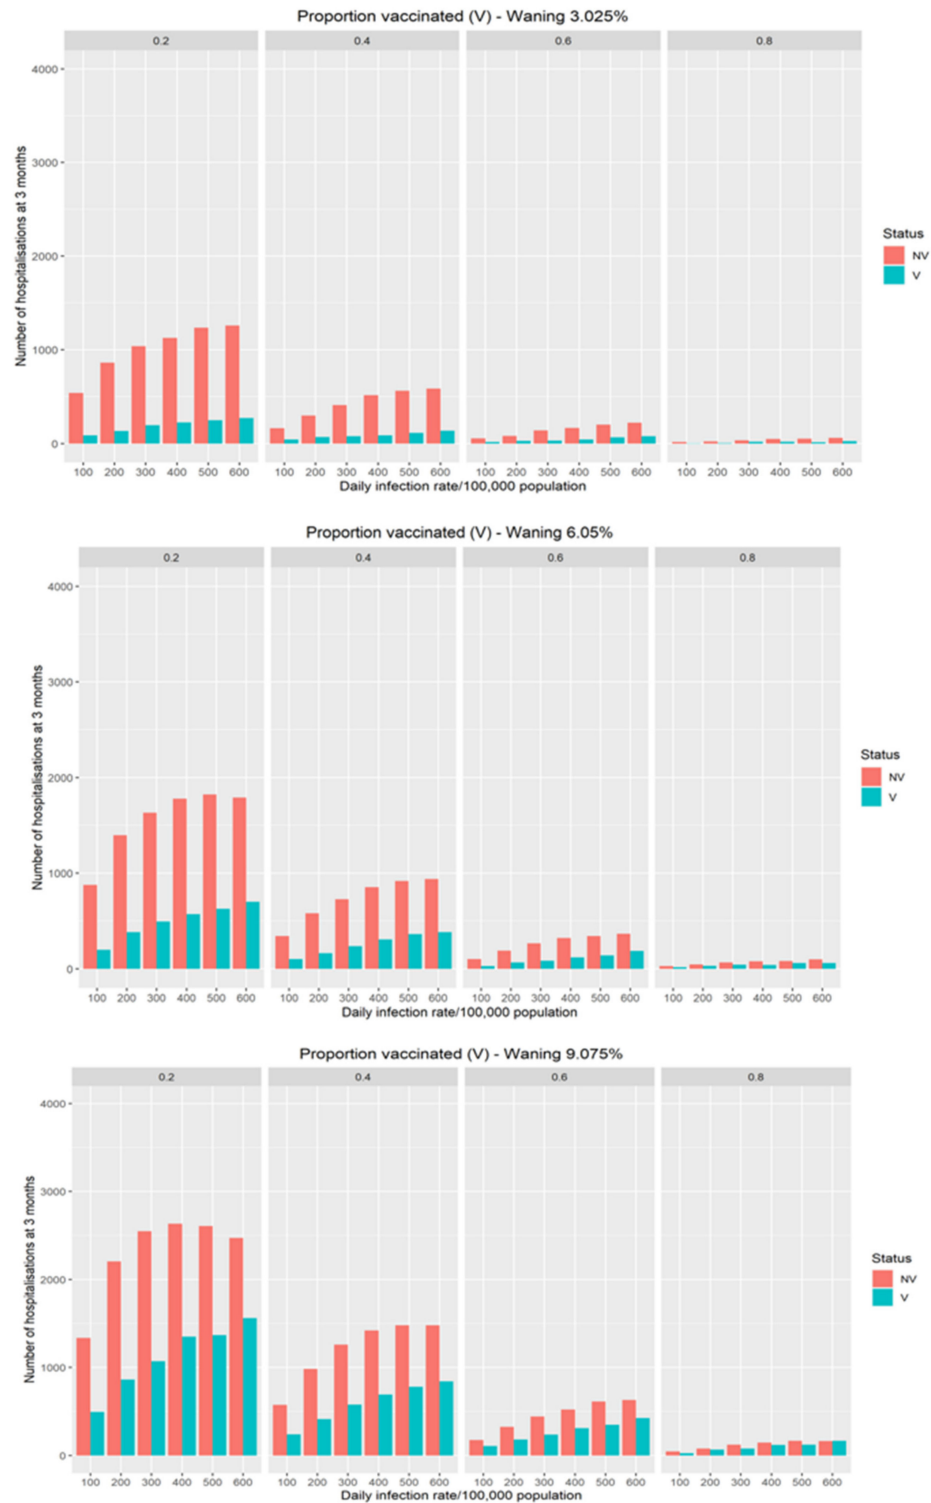 Proportion vaccinated (V) - Waning 3.025%
0.2 0.4 0.6 0.8
4000
3000
2000
1000
0
Number of hospitalisations at 3 months
100 200 300 400 500 600 100 200 300 400 500 600 100 200 300 400 500 600 100 200 300 400 500 600
Daily infection rate/100,000 population
Status
NV
V
Proportion vaccinated (V) - Waning 6.05%
0.2 0.4 0.6 0.8
4000
3000
2000
1000
0
Number of hospitalisations at 3 months
100 200 300 400 500 600 100 200 300 400 500 600 100 200 300 400 500 600 100 200 300 400 500 600
Daily infection rate/100,000 population
Status
NV
V
Proportion vaccinated (V) - Waning 9.075%
0.2 0.4 0.6 0.8
4000
3000
2000
1000
0
Number of hospitalisations at 3 months
100 200 300 400 500 600 100 200 300 400 500 600 100 200 300 400 500 600 100 200 300 400 500 600
Daily infection rate/100,000 population
Status
NV
V